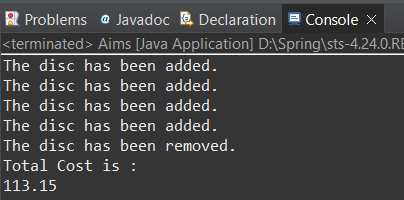 Problems @ Javadoc Declaration Console ×
<terminated> Aims [Java Application] D:\Spring\sts-4.24.0.RE
The disc has been added.
The disc has been added.
The disc has been added.
The disc has been added.
The disc has been removed.
Total Cost is :
113.15